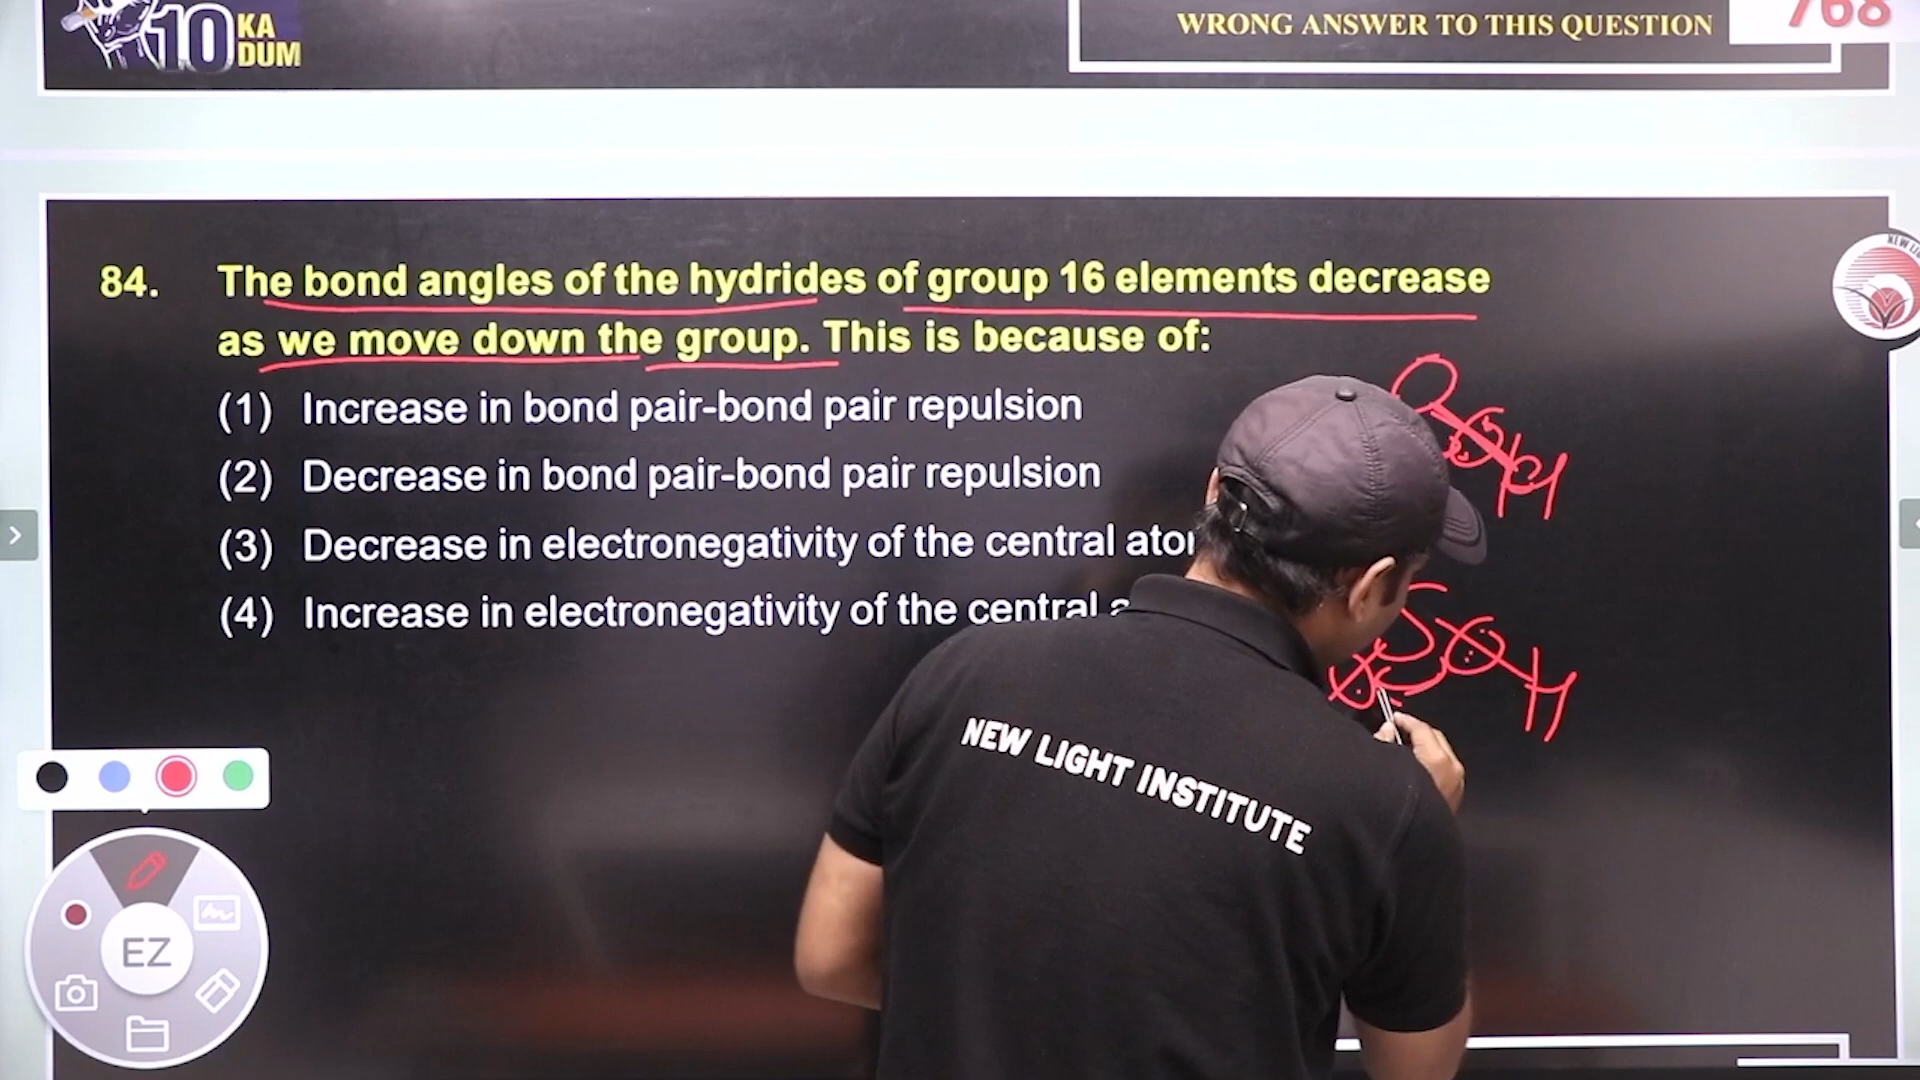 10 KA
DUM
WRONG ANSWER TO THIS QUESTION
768
84. The bond angles of the hydrides of group 16 elements decrease
as we move down the group. This is because of:
(1) Increase in bond pair-bond pair repulsion
(2) Decrease in bond pair-bond pair repulsion
(3) Decrease in electronegativity of the central
(4) Increase in electronegativity of the central
O H
S H
NEW LIGHT INSTITUTE
EZ